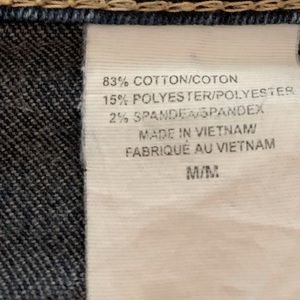 83% COTTON/COTON
15% POLYESTER/POLYESTER
2% SPANDEX/SPANDEX
MADE IN VIETNAM/
FABRIQUÉ AU VIETNAM
M/M